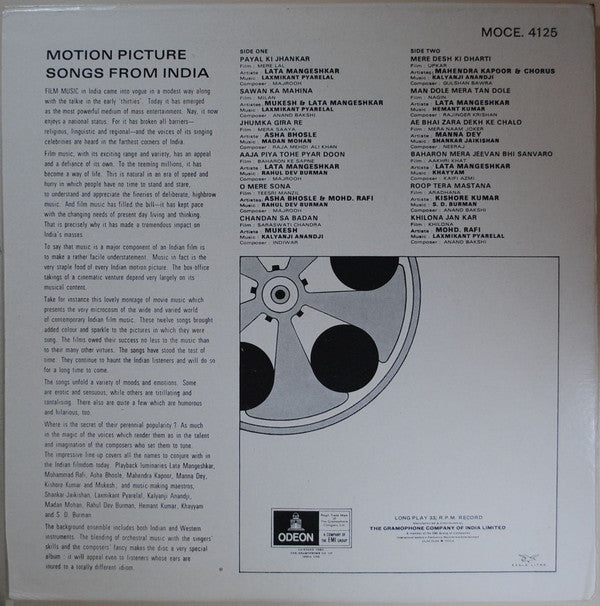 MOCE. 4125
MOTION PICTURE
SONGS FROM INDIA
FILM MUSIC in India came into vogue in a modest way along
with the talkie in the early 'thirties'. Today it has emerged
as the most powerful medium of mass entertainment. Nay, it now
enjoys a national status. For it has broken all barriers—
religious, linguistic and regional—and the voices of its singing
celebrities are heard in the farthest corners of India.
Film music, with its exciting range and variety, has an appeal
and a defiance of its own. To the teeming millions, it has
become a way of life. This is natural in an era of speed and
hurry in which people have no time to stand and stare,
to understand and appreciate the fineries of deliberate, highbrow
music. And film music has filled the bill—it has kept pace
with the changing needs of present day living and thinking.
That is precisely why it has made a tremendous impact on
India's masses.
To say that music is a major component of an Indian film is
to make a rather facile understatement. Music in fact is the
very staple food of every Indian motion picture. The box-office
takings of a cinematic venture depend very largely on its
musical content.
Take for instance this lovely montage of movie music which
presents the very microcosm of the wide and varied world
of contemporary Indian film music. These twelve songs brought
added colour and sparkle to the pictures in which they were
sung. The films owed their success no less to the music than
to their many other virtues. The songs have stood the test of
time. They continue to haunt the Indian listeners and will do so
for a long time to come.
The songs unfold a variety of moods and emotions. Some
are erotic and sensuous, while others are titillating and
tantalising. There also are quite a few which are humorous
and hilarious, too.
Where is the secret of their perennial popularity ? As much
in the magic of the voices which render them as in the talent
and imagination of the composers who set them to tune.
The impressive line-up covers all the names to conjure with in
the Indian filmdom today. Playback luminaries Lata Mangeshkar,
Mohammad Rafi, Asha Bhosle, Mahendra Kapoor, Manna Dey,
Kishore Kumar and Mukesh ; and music-making maestros,
Shankar-Jaikishan, Laxmikant Pyarelal, Kalyanji Anandji,
Madan Mohan, Rahul Dev Burman, Hemant Kumar, Khayyam
and S. D. Burman.
The background ensemble includes both Indian and Western
instruments. The blending of orchestral music with the singers'
skills and the composers' fancy makes the disc a very special
album : it will appeal even to listeners whose ears are
inured to a totally different idiom.
SIDE ONE
PAYAL KI JHANKAR
Film : MERE LAL
Artiste : LATA MANGESHKAR
Music : LAXMIKANT PYARELAL
Composer : MAJROOH
SAWAN KA MAHINA
Film : MILAN
Artistes : MUKESH & LATA MANGESHKAR
Music : LAXMIKANT PYARELAL
Composer : ANAND BAKSHI
JHUMKA GIRA RE
Film : MERA SAAYA
Artiste : ASHA BHOSLE
Music : MADAN MOHAN
Composer : RAJA MEHDI ALI KHAN
AAJA PIYA TOHE PYAR DOON
Film : BAHARON KE SAPNE
Artiste : LATA MANGESHKAR
Music : RAHUL DEV BURMAN
Composer : MAJROOH
O MERE SONA
Film : TEESRI MANZIL
Artistes: ASHA BHOSLE & MOHD. RAFI
Music : RAHUL DEV BURMAN
Composer : MAJROOH
CHANDAN SA BADAN
Film : SARASWATI CHANDRA
Artiste : MUKESH
Music : KALYANJI ANANDJI
Composer : INDIWAR
SIDE TWO
MERE DESH KI DHARTI
Film : UPKAR
Artistes: MAHENDRA KAPOOR & CHORUS
Music : KALYANJI ANANDJI
Composer : GULSHAN BAWRA
MAN DOLE MERA TAN DOLE
Film : NAGIN
Artiste : LATA MANGESHKAR
Music : HEMANT KUMAR
Composer : RAJINDER KRISHAN
AE BHAI ZARA DEKH KE CHALO
Film : MERA NAAM JOKER
Artiste : MANNA DEY
Music : SHANKAR JAIKISHAN
Composer : NEERAJ
BAHARON MERA JEEVAN BHI SANVARO
Film : AAKHRI KHAT
Artiste : LATA MANGESHKAR
Music : KHAYYAM
Composer : KAIFI AZMI
ROOP TERA MASTANA
Film : ARADHANA
Artiste : KISHORE KUMAR
Music : S. D. BURMAN
Composer : ANAND BAKSHI
KHILONA JAN KAR
Film : KHILONA
Artiste : MOHD. RAFI
Music : LAXMIKANT PYARELAL
Composer : ANAND BAKSHI
ODEON
A COMPANY OF
THE EMI GROUP
LONG PLAY 33⅓ R.P.M. RECORD
THE GRAMOPHONE COMPANY OF INDIA LIMITED